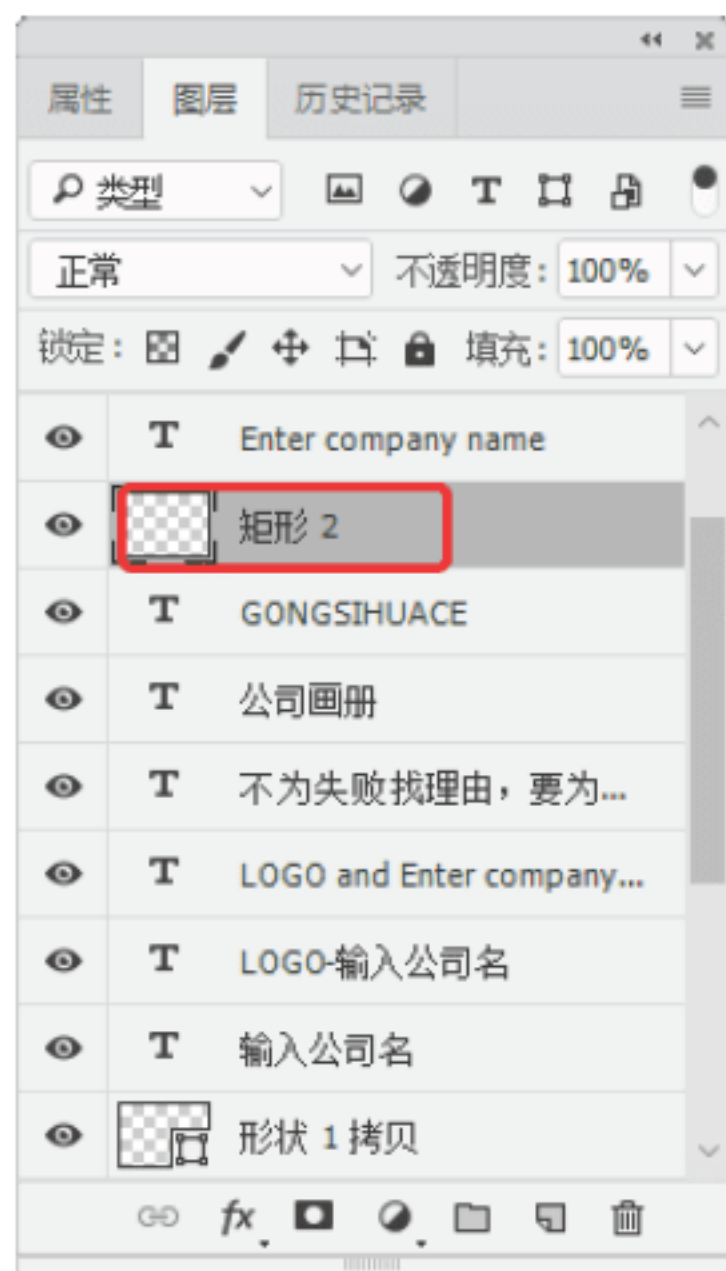 属性 图层 历史记录
类型
正常 不透明度: 100%
锁定: 填充: 100%
T Enter company name
矩形 2
T GONGSIHUACE
T 公司画册
T 不为失败找理由，要为...
T LOGO and Enter company...
T LOGO-输入公司名
T 输入公司名
形状 1 拷贝
fx